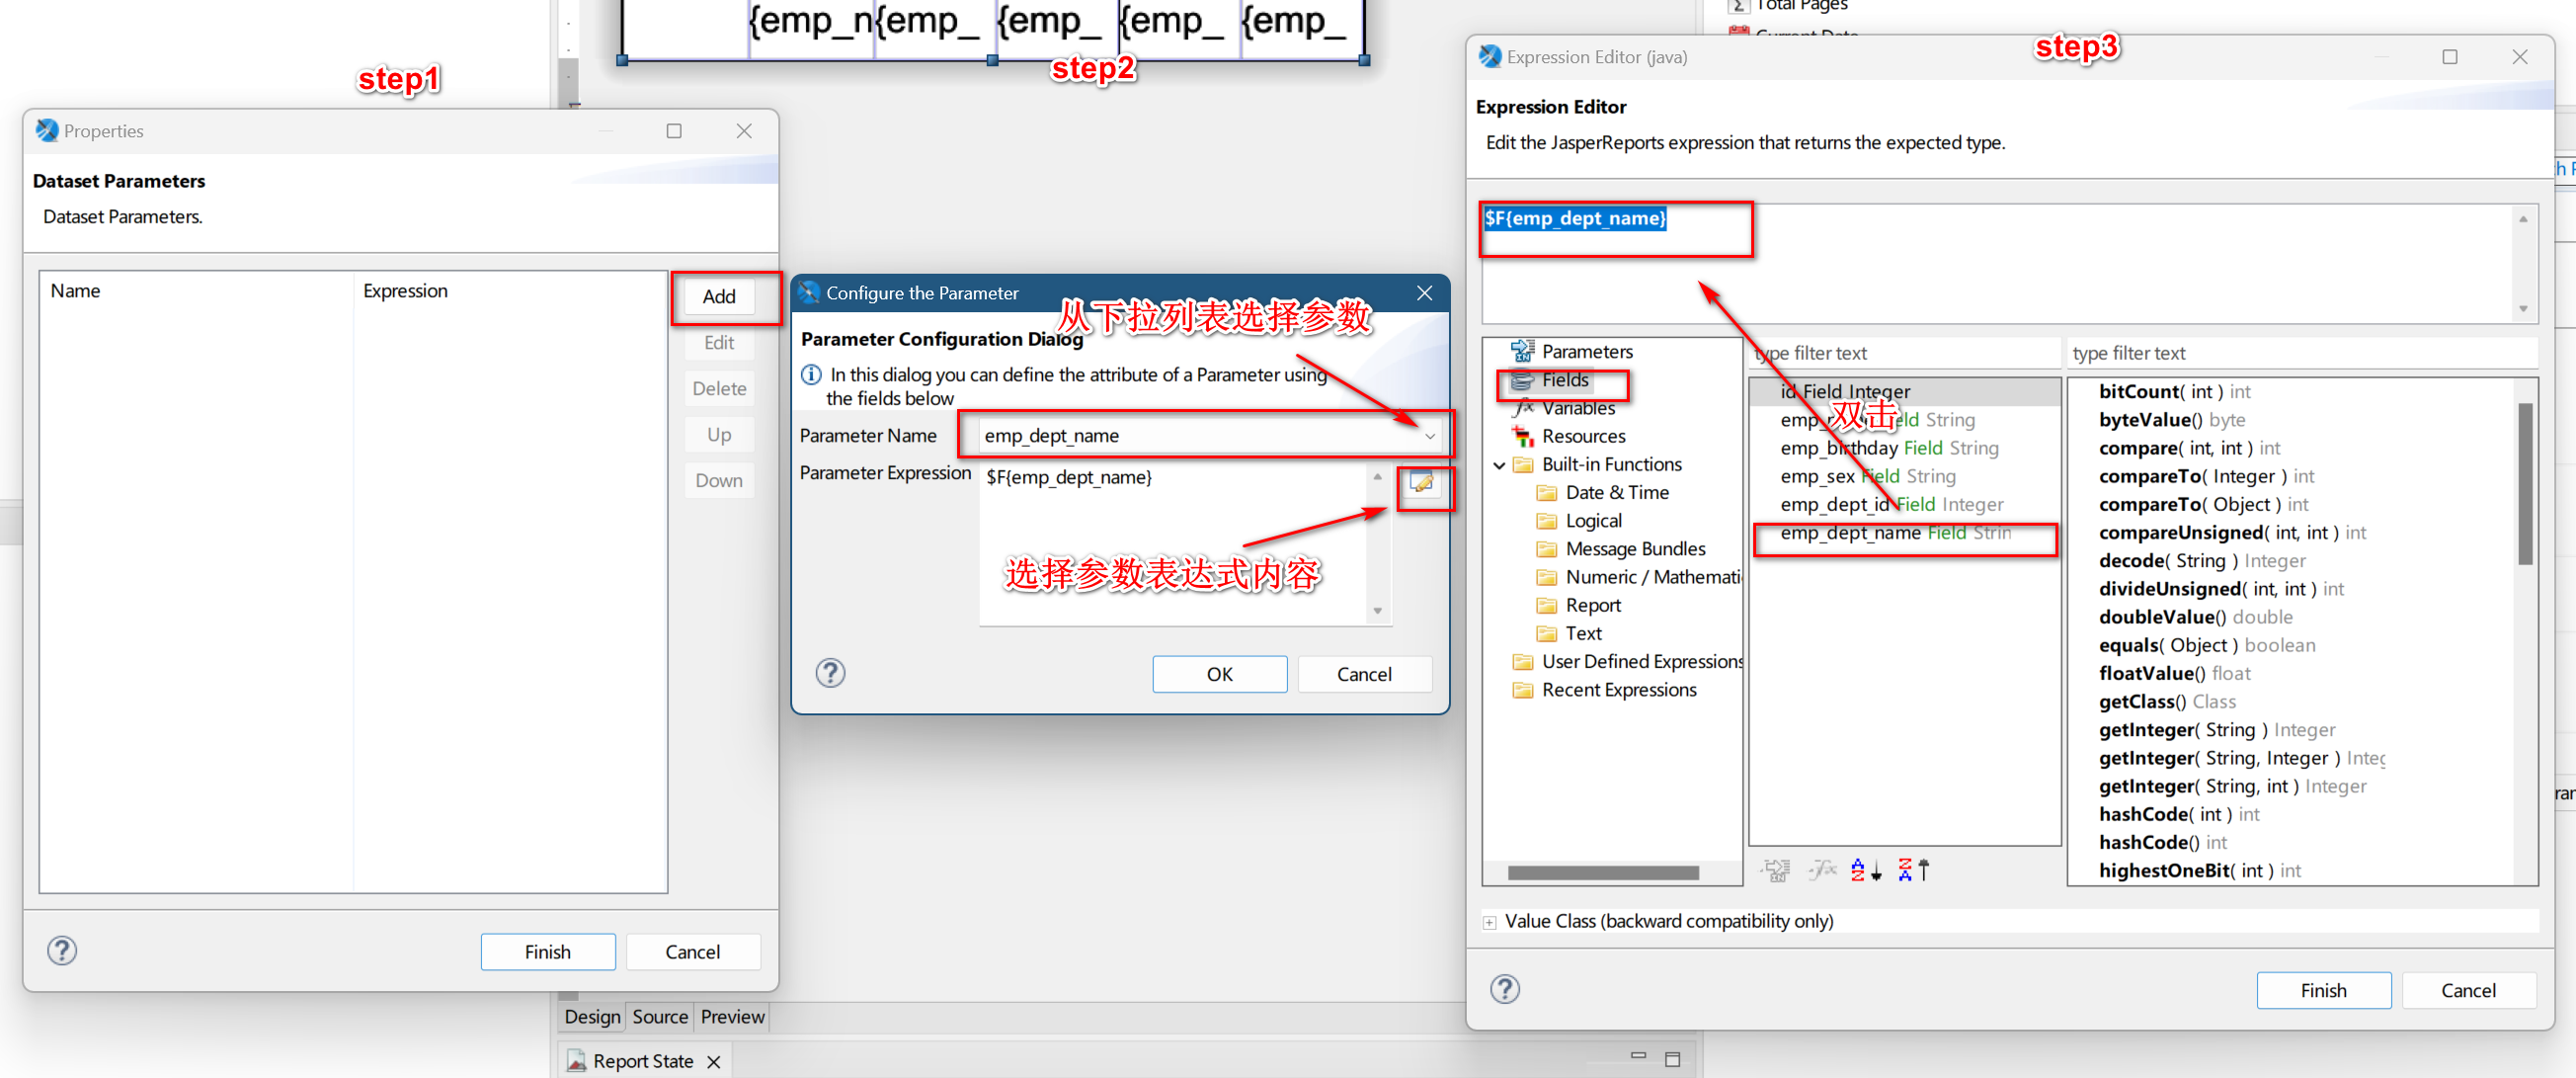 {emp_n {emp_ {emp_ {emp_ {emp_
Total Pages
Current Date
step1
step2
step3
Properties
Dataset Parameters
Dataset Parameters.
Name
Expression
Add
Edit
Delete
Up
Down
Finish
Cancel
Configure the Parameter
从下拉列表选择参数
Parameter Configuration Dialog
In this dialog you can define the attribute of a Parameter using
the fields below
Parameter Name
emp_dept_name
Parameter Expression
$F{emp_dept_name}
选择参数表达式内容
OK
Cancel
Expression Editor (java)
Expression Editor
Edit the JasperReports expression that returns the expected type.
$F{emp_dept_name}
Parameters
Fields
Variables
Resources
Built-in Functions
Date & Time
Logical
Message Bundles
Numeric / Mathemati
Report
Text
User Defined Expressions
Recent Expressions
type filter text
id Field Integer
双击
emp_birthday Field String
emp_sex Field String
emp_dept_id Field Integer
emp_dept_name Field Strin
type filter text
bitCount( int ) int
byteValue() byte
compare( int, int ) int
compareTo( Integer ) int
compareTo( Object ) int
compareUnsigned( int, int ) int
decode( String ) Integer
divideUnsigned( int, int ) int
doubleValue() double
equals( Object ) boolean
floatValue() float
getClass() Class
getInteger( String ) Integer
getInteger( String, Integer ) Integ
getInteger( String, int ) Integer
hashCode( int ) int
hashCode() int
highestOneBit( int ) int
Value Class (backward compatibility only)
Finish
Cancel
Design
Source
Preview
Report State